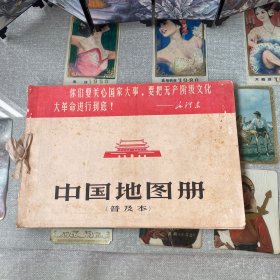 你们要关心国家大事，要把无产阶级文化
大革命进行到底！
——毛泽东
中国地图册
(普及本)